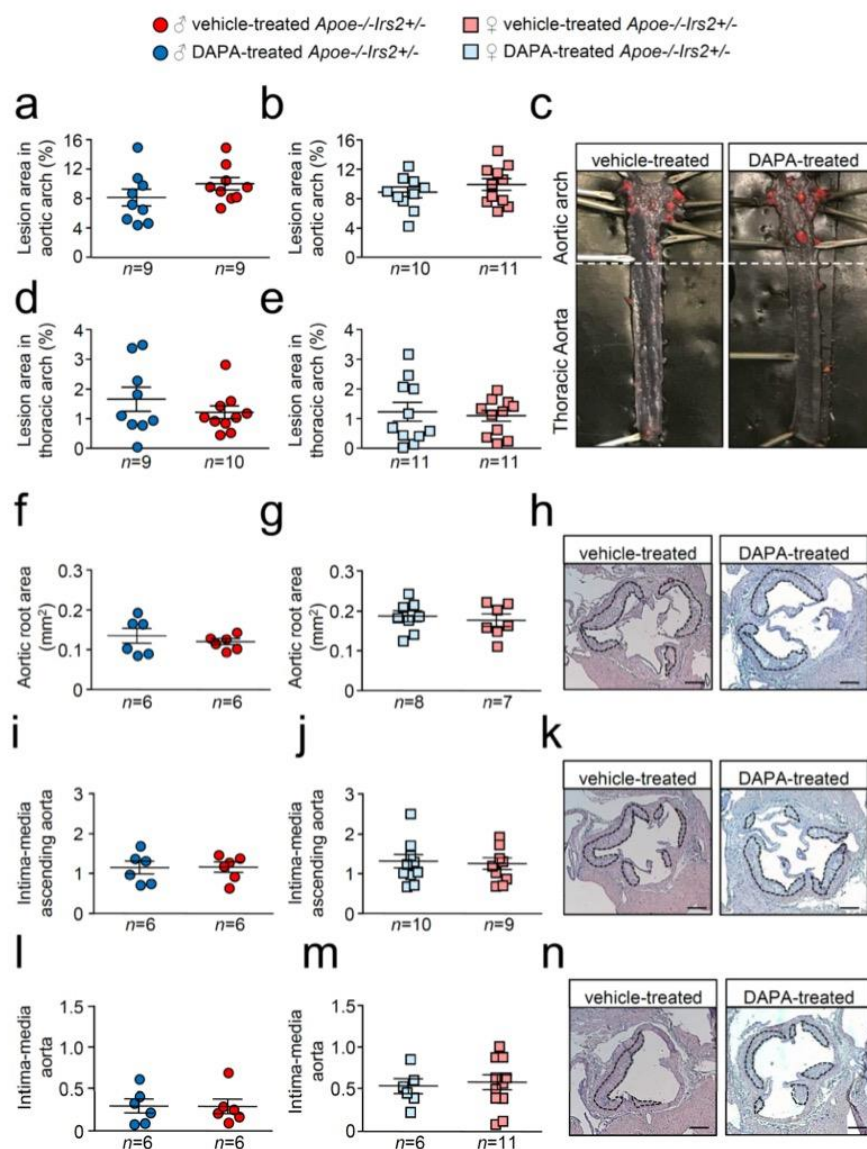 ♂ vehicle-treated Apoe-/-Irs2+/-
♀ vehicle-treated Apoe-/-Irs2+/-
♂ DAPA-treated Apoe-/-Irs2+/-
♀ DAPA-treated Apoe-/-Irs2+/-
a
Lesion area in
aortic arch (%)
16
12
8
4
0
n=9
n=9
b
Lesion area in
aortic arch (%)
16
12
8
4
0
n=10
n=11
c
vehicle-treated
DAPA-treated
Aortic arch
Thoracic Aorta
d
Lesion area in
thoracic arch (%)
4
3
2
1
0
n=9
n=10
e
Lesion area in
thoracic arch (%)
4
3
2
1
0
n=11
n=11
f
Aortic root area
(mm²)
0.3
0.2
0.1
0
n=6
n=6
g
Aortic root area
(mm²)
0.3
0.2
0.1
0
n=8
n=7
h
vehicle-treated
DAPA-treated
i
Intima-media
ascending aorta
3
2
1
0
n=6
n=6
j
Intima-media
ascending aorta
3
2
1
0
n=10
n=9
k
vehicle-treated
DAPA-treated
l
Intima-media
aorta
1.5
1.0
0.5
0
n=6
n=6
m
Intima-media
aorta
1.5
1.0
0.5
0
n=6
n=11
n
vehicle-treated
DAPA-treated